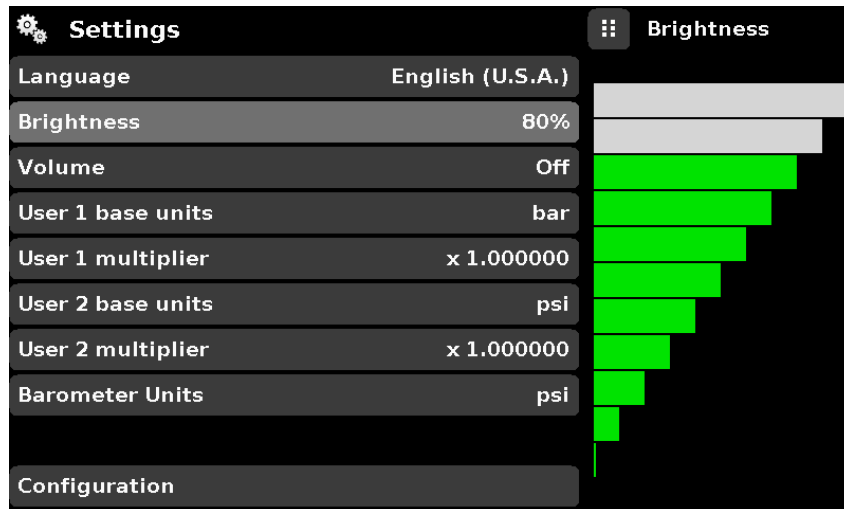 Settings
Brightness
Language English (U.S.A.)
Brightness 80%
Volume Off
User 1 base units bar
User 1 multiplier x 1.000000
User 2 base units psi
User 2 multiplier x 1.000000
Barometer Units psi
Configuration